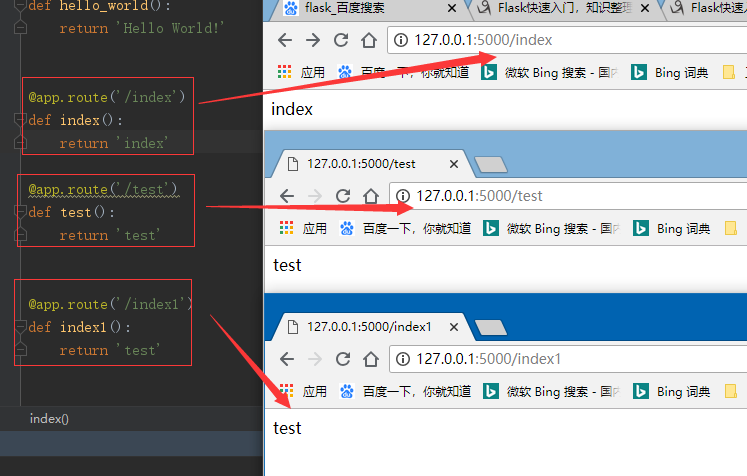 def hello_world():
return 'Hello World!'
@app.route('/index')
def index():
return 'index'
@app.route('/test')
def test():
return 'test'
@app.route('/index1')
def index1():
return 'test'
index()
flask_百度搜索
Flask快速入门，知识整理
Flask快速入
127.0.0.1:5000/index
应用 百度一下，你就知道 微软 Bing 搜索 - 国内 Bing 词典
index
127.0.0.1:5000/test
127.0.0.1:5000/test
应用 百度一下，你就知道 微软 Bing 搜索 - 国内 Bing 词典
test
127.0.0.1:5000/index1
127.0.0.1:5000/index1
应用 百度一下，你就知道 微软 Bing 搜索 - 国内 Bing 词典
test